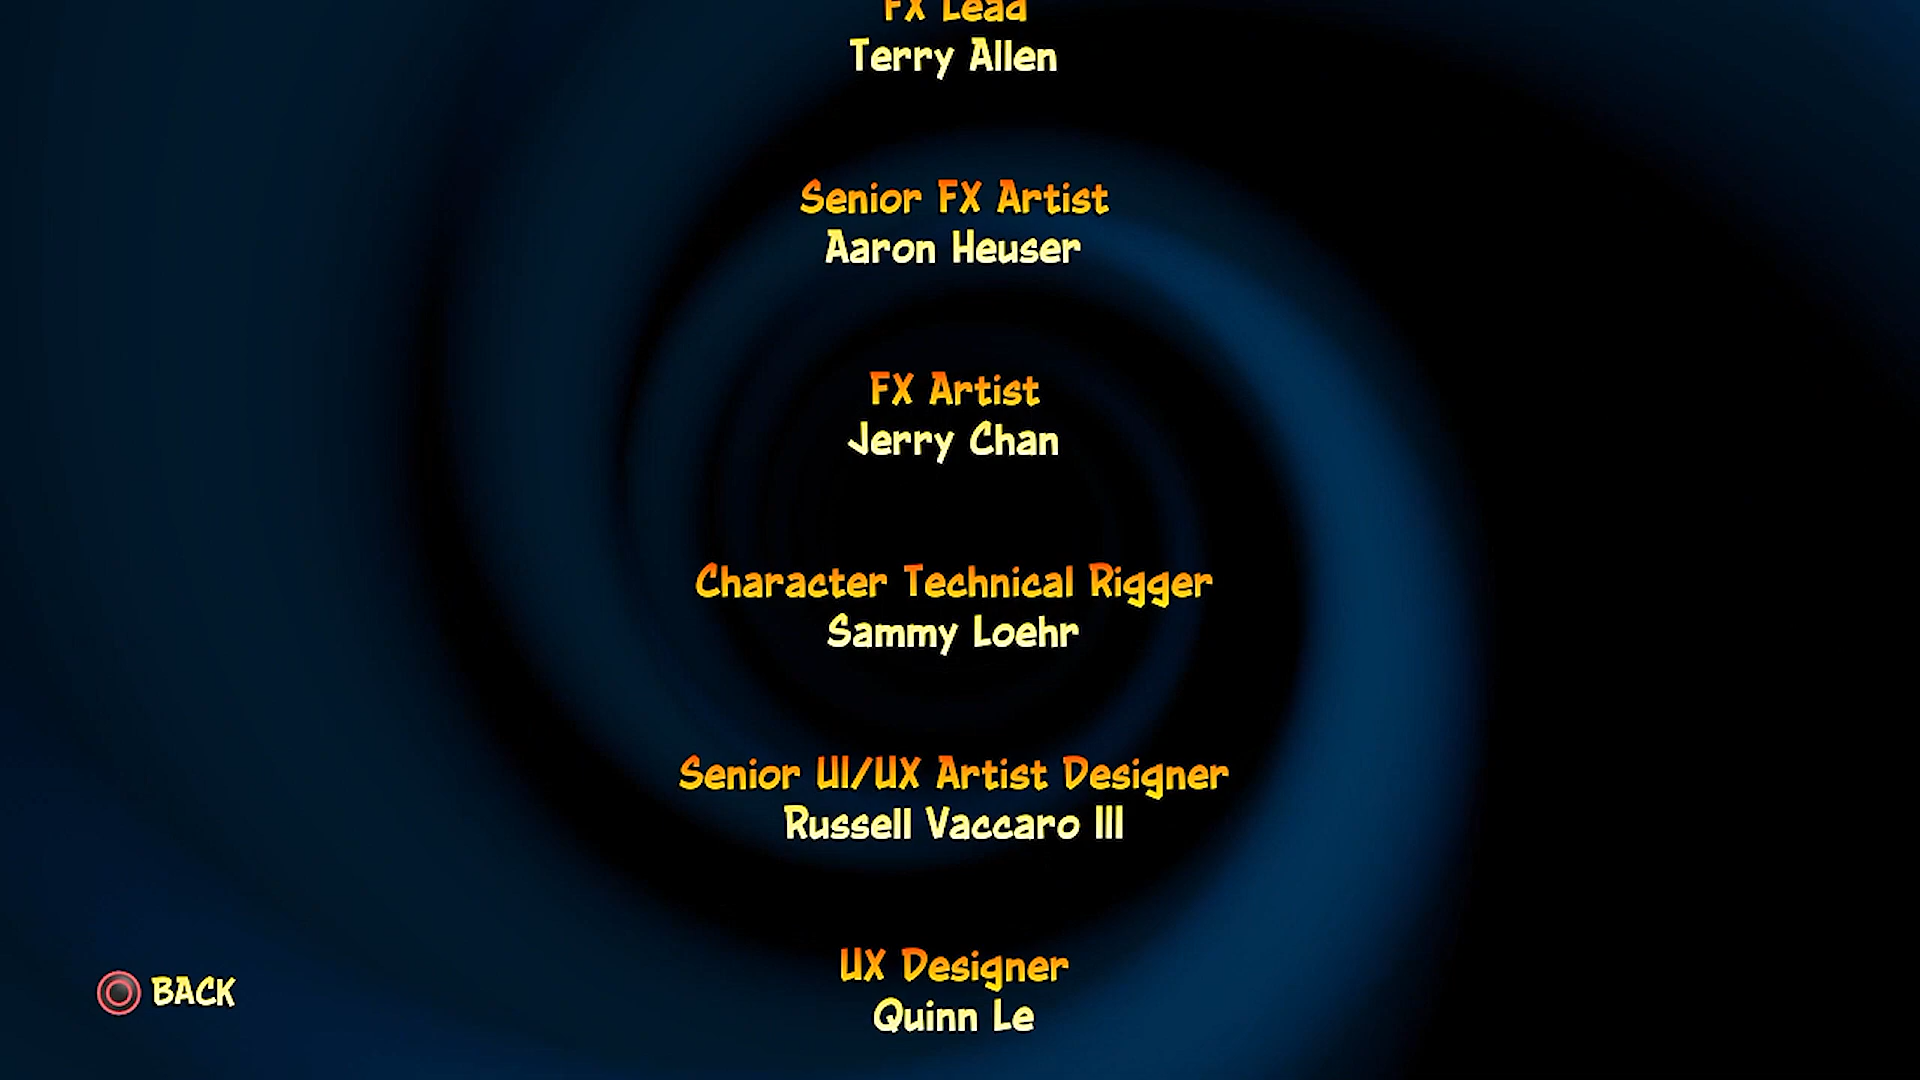 FX Lead
Terry Allen
Senior FX Artist
Aaron Heuser
FX Artist
Jerry Chan
Character Technical Rigger
Sammy Loehr
Senior UI/UX Artist Designer
Russell Vaccaro III
UX Designer
Quinn Le
BACK